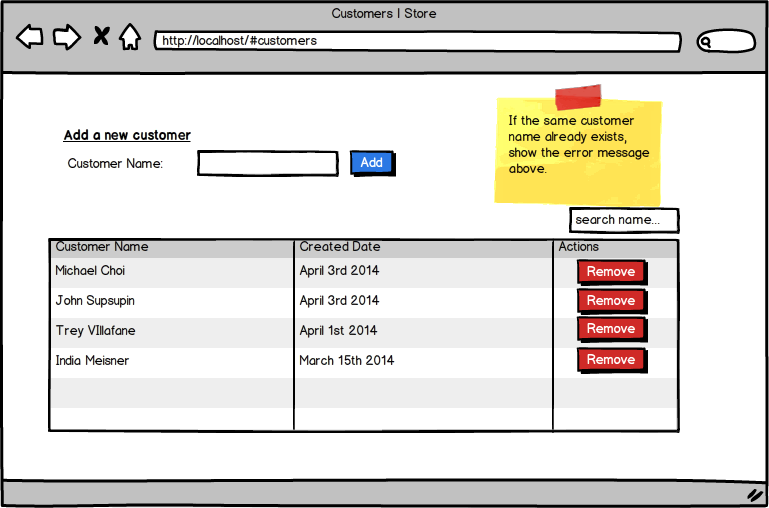 Customers | Store
http://localhost/#customers
If the same customer
name already exists,
show the error message
above.
Add a new customer
Customer Name:
Add
search name...
Customer Name Created Date Actions
Michael Choi April 3rd 2014 Remove
John Supsupin April 3rd 2014 Remove
Trey VIllafane April 1st 2014 Remove
India Meisner March 15th 2014 Remove